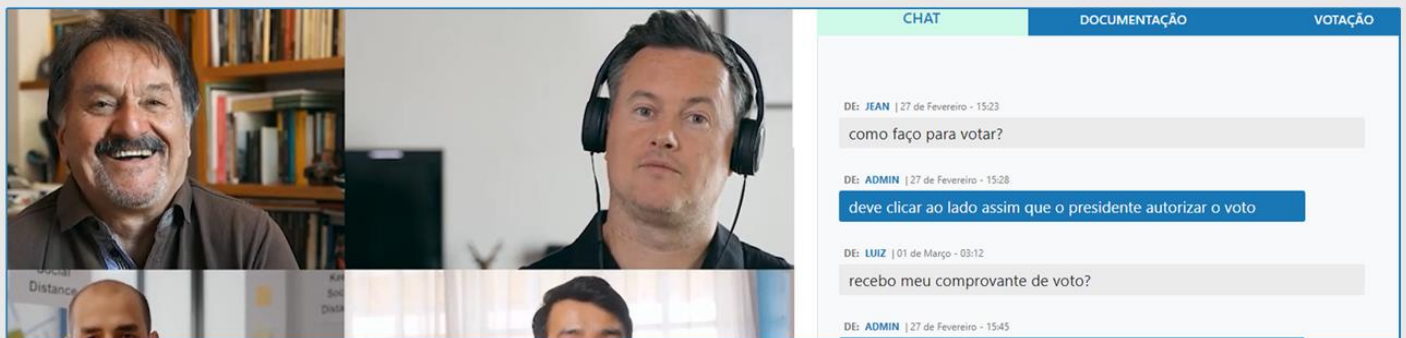 CHAT
DOCUMENTAÇÃO
VOTAÇÃO
DE: JEAN | 27 de Fevereiro - 15:23
como faço para votar?
DE: ADMIN | 27 de Fevereiro - 15:28
deve clicar ao lado assim que o presidente autorizar o voto
DE: LUIZ | 01 de Março - 03:12
recebo meu comprovante de voto?
DE: ADMIN | 27 de Fevereiro - 15:45
Social
Distance